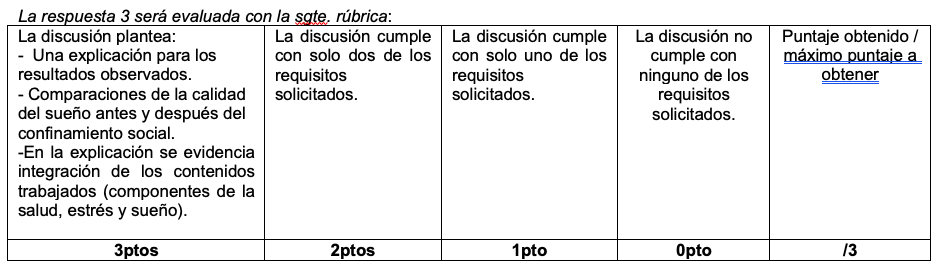 La respuesta 3 será evaluada con la sgte. rúbrica:
La discusión plantea:
- Una explicación para los
resultados observados.
- Comparaciones de la calidad
del sueño antes y después del
confinamiento social.
-En la explicación se evidencia
integración de los contenidos
trabajados (componentes de la
salud, estrés y sueño).
La discusión cumple
con solo dos de los
requisitos
solicitados.
La discusión cumple
con solo uno de los
requisitos
solicitados.
La discusión no
cumple con
ninguno de los
requisitos
solicitados.
Puntaje obtenido /
máximo puntaje a
obtener
3ptos
2ptos
1pto
0pto
/3